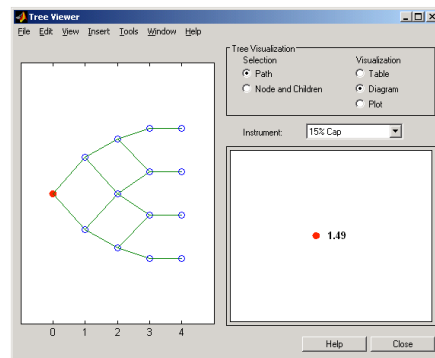 Tree Viewer
File Edit View Insert Tools Window Help
Tree Visualization
Selection Visualization
Path Table
Node and Children Diagram
Plot
Instrument: 15% Cap
1.49
0 1 2 3 4
Help Close